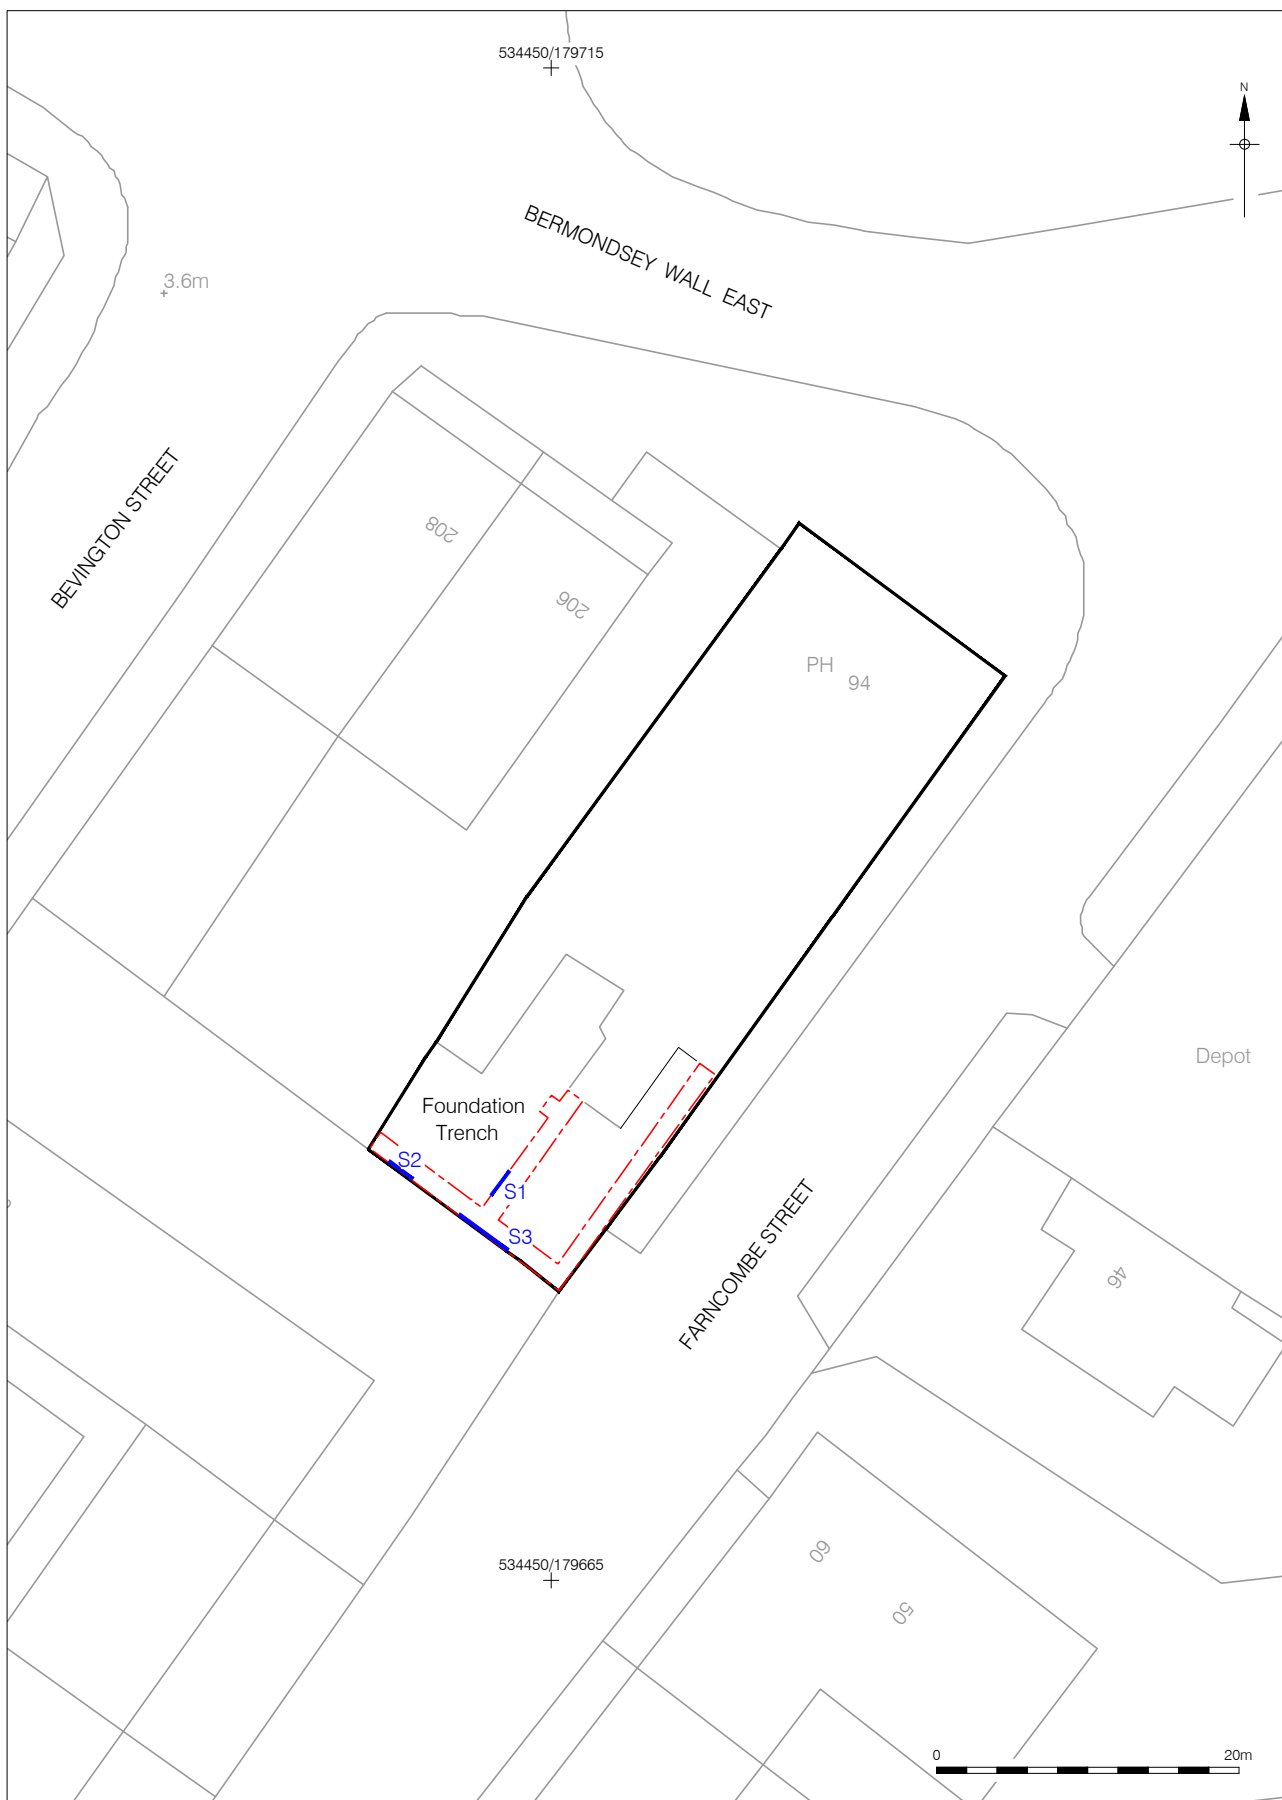 534450/179715
N
BERMONDSEY WALL EAST
3.6m
BEVINGTON STREET
208
206
PH
94
Depot
Foundation
Trench
S2
S1
S3
FARNCOMBE STREET
46
534450/179665
60
50
0 20m